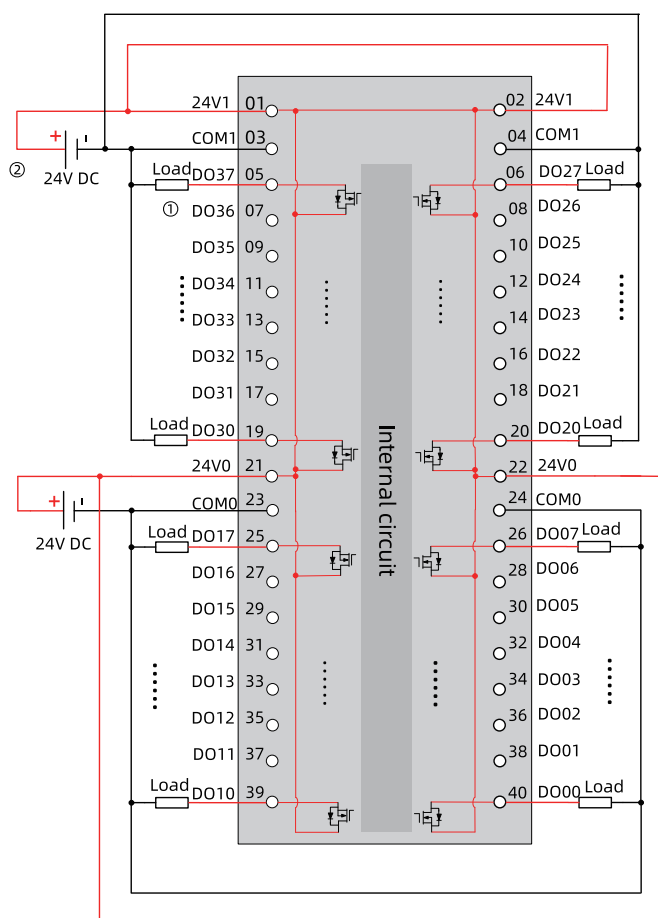 24V1 01 02 24V1
+ -
COM1 03 04 COM1
② 24V DC
Load DO37 05 06 DO27 Load
① DO36 07 08 DO26
DO35 09 10 DO25
DO34 11 12 DO24
DO33 13 14 DO23
DO32 15 16 DO22
DO31 17 18 DO21
Load DO30 19 20 DO20 Load
Internal circuit
24V0 21 22 24V0
+ -
COM0 23 24 COM0
24V DC
Load DO17 25 26 DO07 Load
DO16 27 28 DO06
DO15 29 30 DO05
DO14 31 32 DO04
DO13 33 34 DO03
DO12 35 36 DO02
DO11 37 38 DO01
Load DO10 39 40 DO00 Load